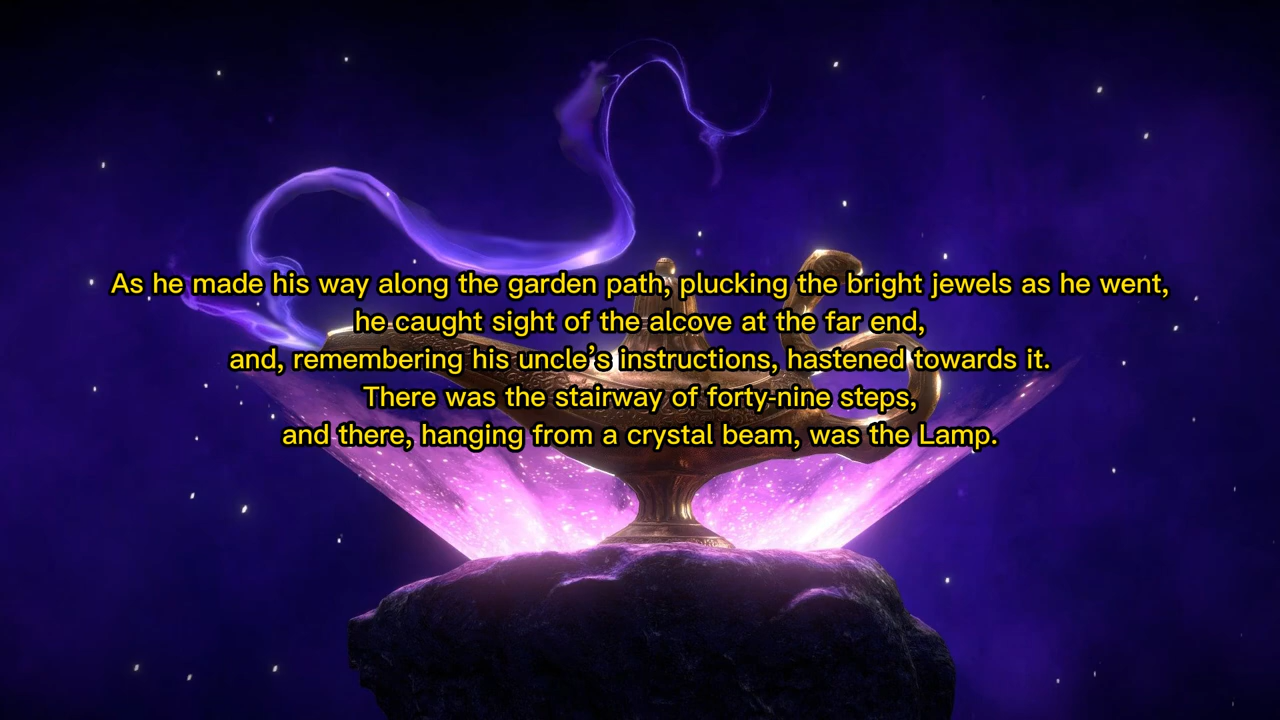 As he made his way along the garden path, plucking the bright jewels as he went,
he caught sight of the alcove at the far end,
and, remembering his uncle’s instructions, hastened towards it.
There was the stairway of forty-nine steps,
and there, hanging from a crystal beam, was the Lamp.